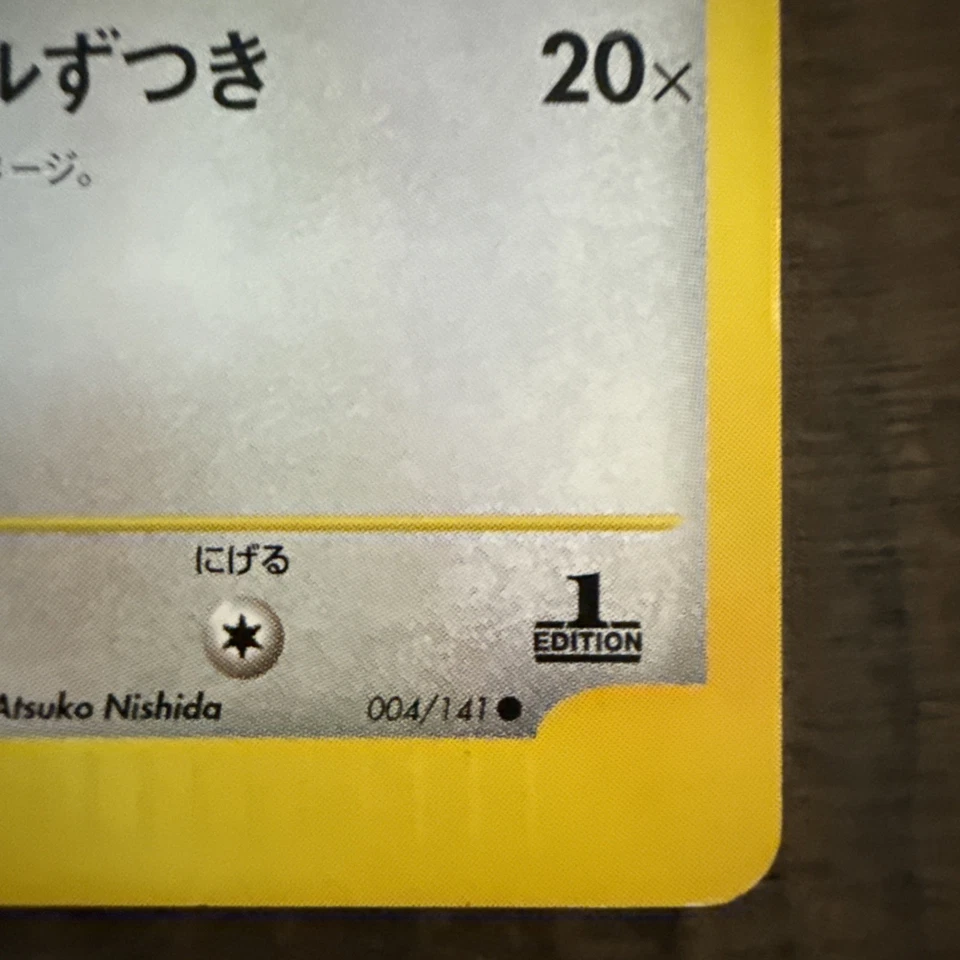 ルずつき 20×
ージ。
にげる
1
EDITION
Atsuko Nishida 004/141